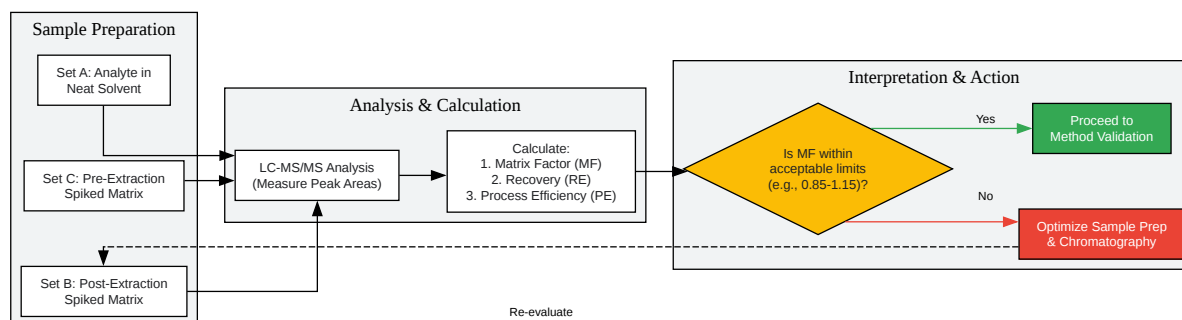 Sample Preparation
Set A: Analyte in
Neat Solvent
Set C: Pre-Extraction
Spiked Matrix
Set B: Post-Extraction
Spiked Matrix
Analysis & Calculation
LC-MS/MS Analysis
(Measure Peak Areas)
Calculate:
1. Matrix Factor (MF)
2. Recovery (RE)
3. Process Efficiency (PE)
Interpretation & Action
Is MF within
acceptable limits
(e.g., 0.85-1.15)?
Yes
Proceed to
Method Validation
No
Optimize Sample Prep
& Chromatography
Re-evaluate